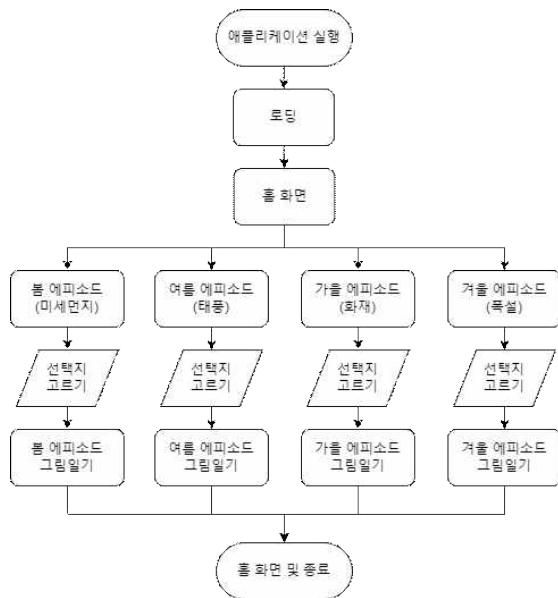 애플리케이션 실행
로딩
홈 화면
봄 에피소드
(미세먼지)
여름 에피소드
(태풍)
가을 에피소드
(화재)
겨울 에피소드
(폭설)
선택지
고르기
선택지
고르기
선택지
고르기
선택지
고르기
봄 에피소드
그림일기
여름 에피소드
그림일기
가을 에피소드
그림일기
겨울 에피소드
그림일기
홈 화면 및 종료